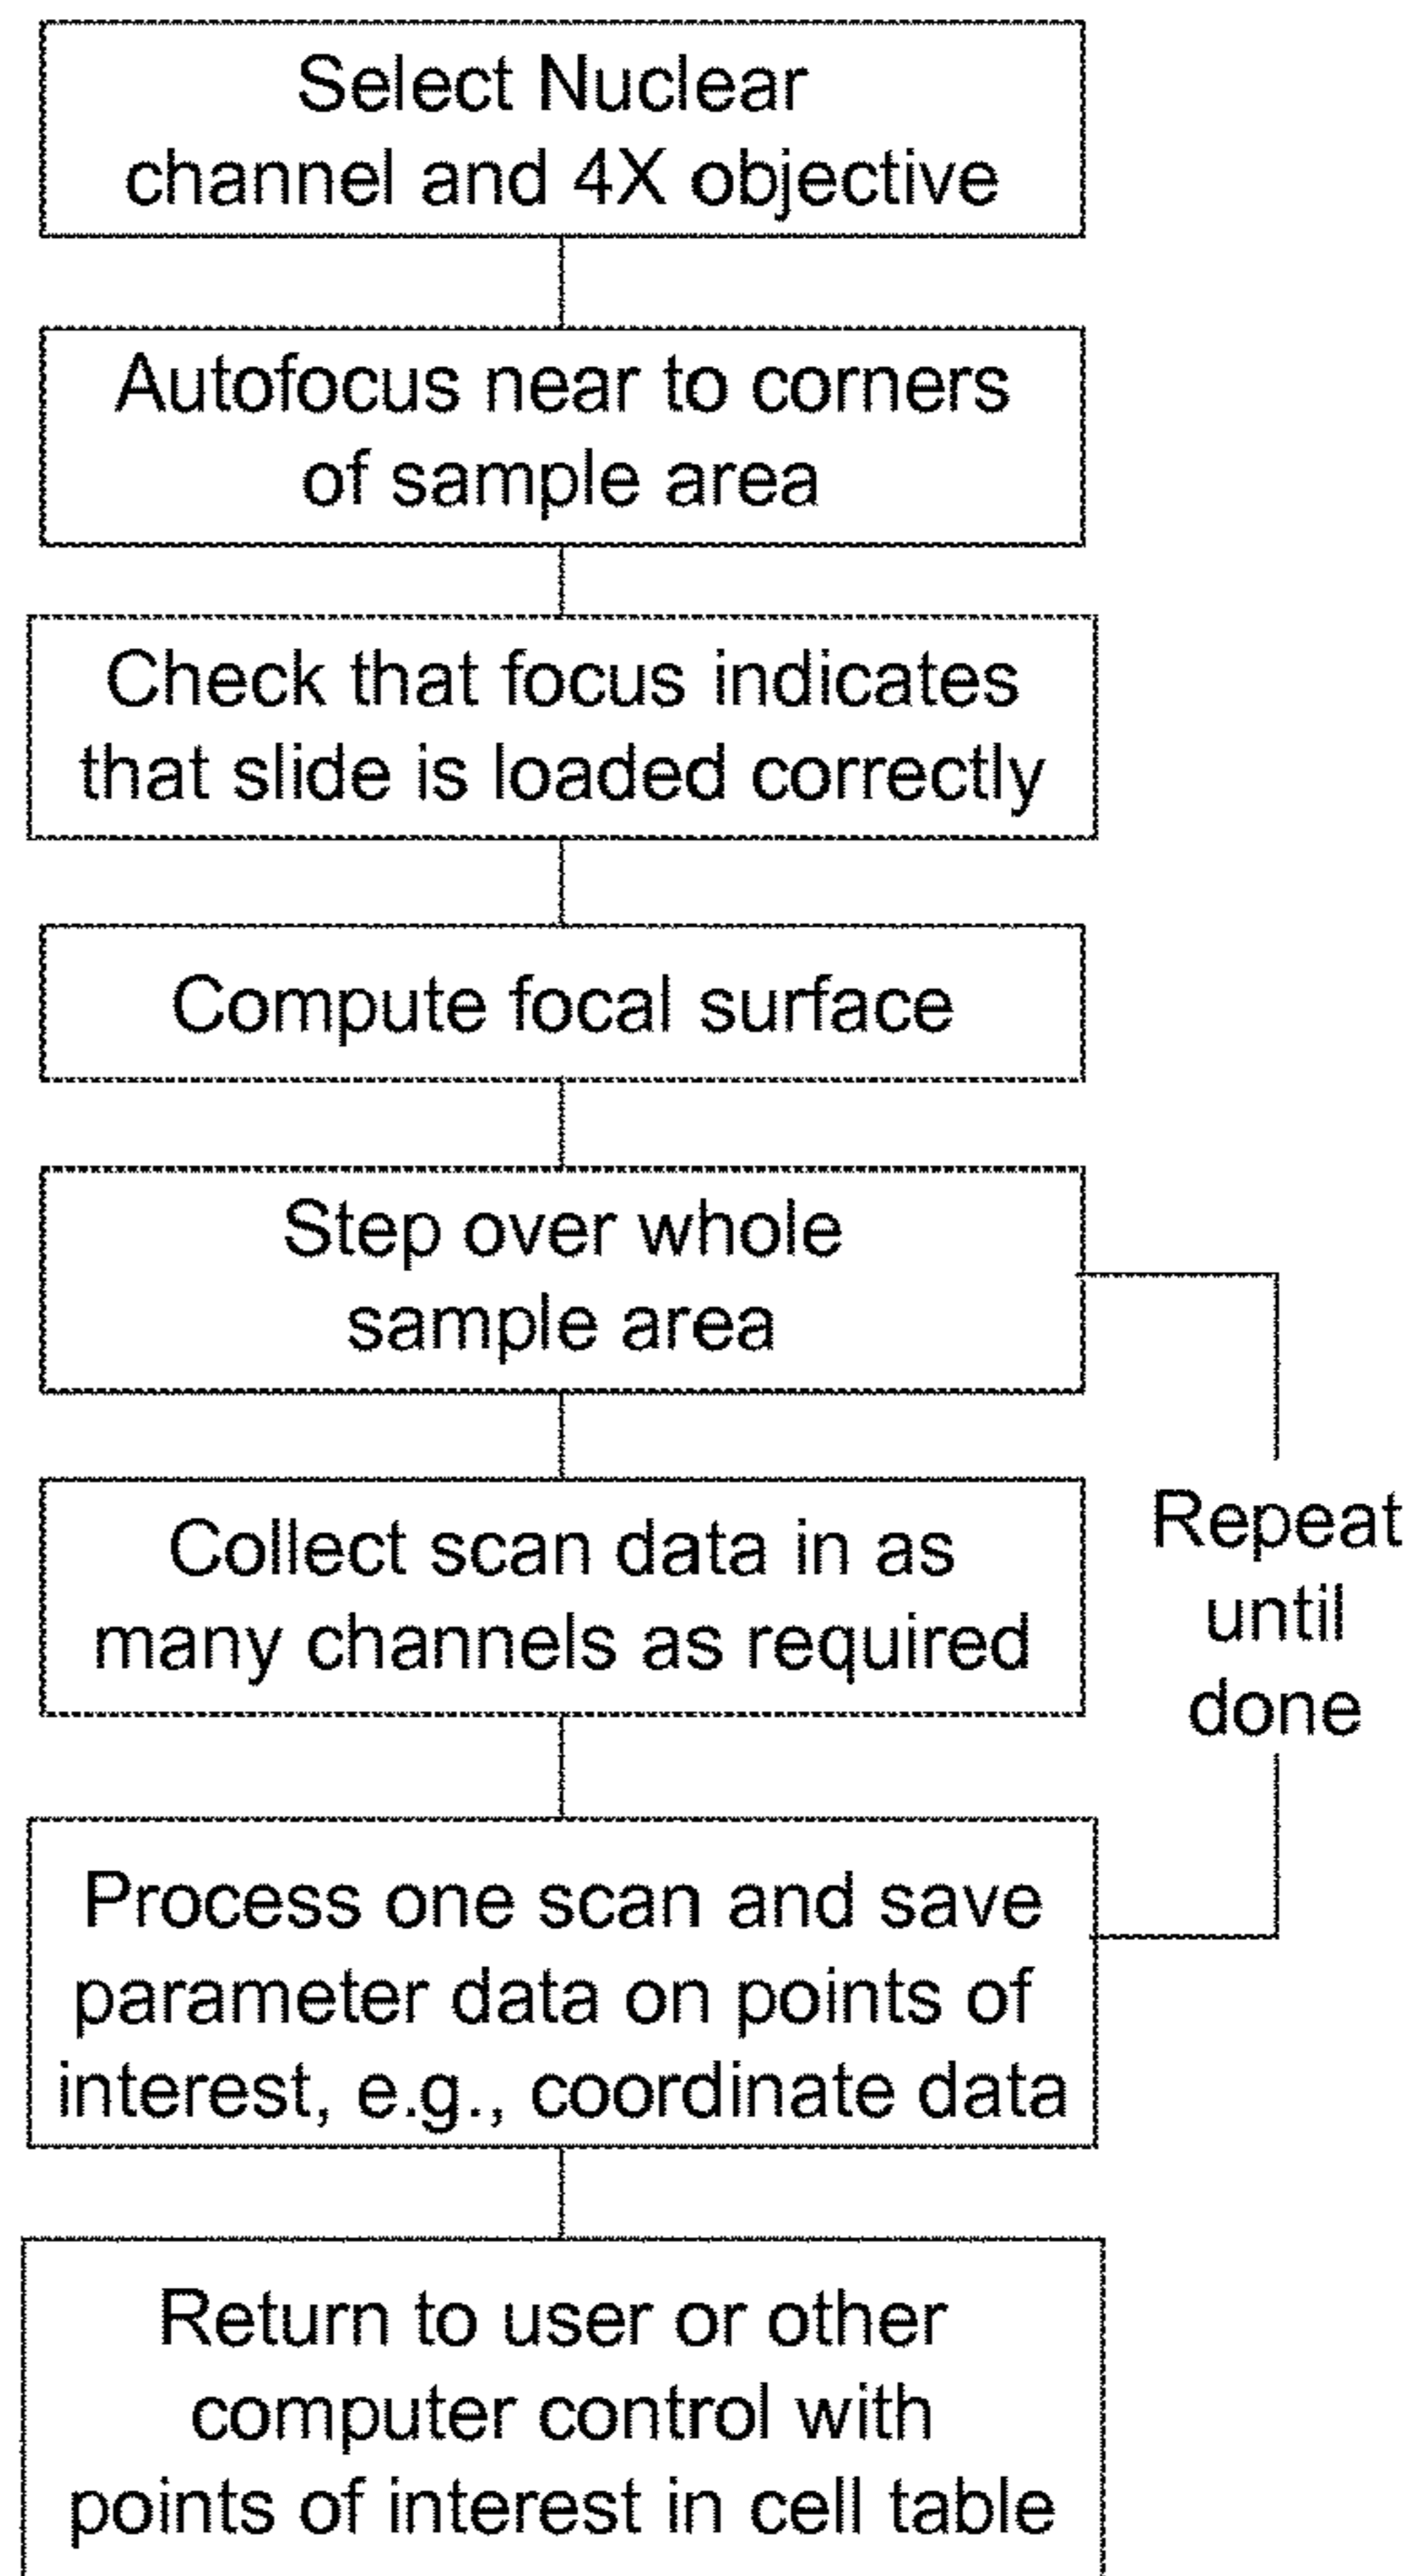 Select Nuclear
channel and 4X objective
Autofocus near to corners
of sample area
Check that focus indicates
that slide is loaded correctly
Compute focal surface
Step over whole
sample area
Collect scan data in as
many channels as required
Repeat
until
done
Process one scan and save
parameter data on points of
interest, e.g., coordinate data
Return to user or other
computer control with
points of interest in cell table